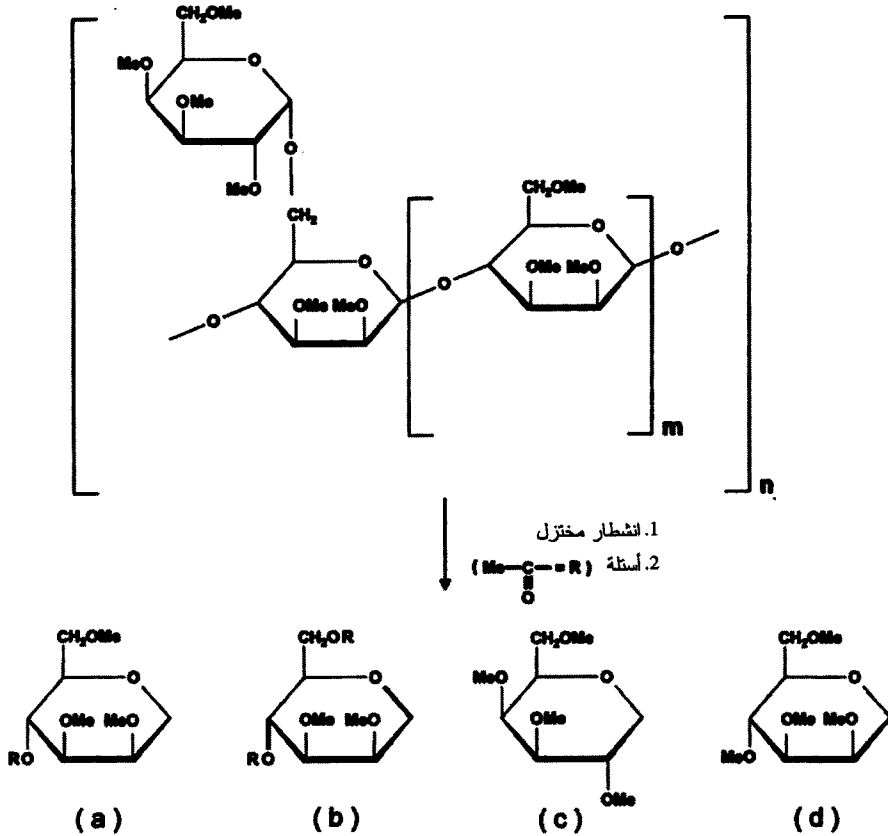 CH₂OMe
O
MeO
OMe
O
MeO
CH₂OMe
CH₂
O
O
O
OMe MeO
O
OMe MeO
O
m
n
1. انشطار مختزل
2. أستلة (Me-C-=R)
O
CH₂OMe
O
OMe MeO
RO
CH₂OR
O
OMe MeO
RO
CH₂OMe
MeO
O
OMe
OMe
CH₂OMe
O
OMe MeO
MeO
(a) (b) (c) (d)